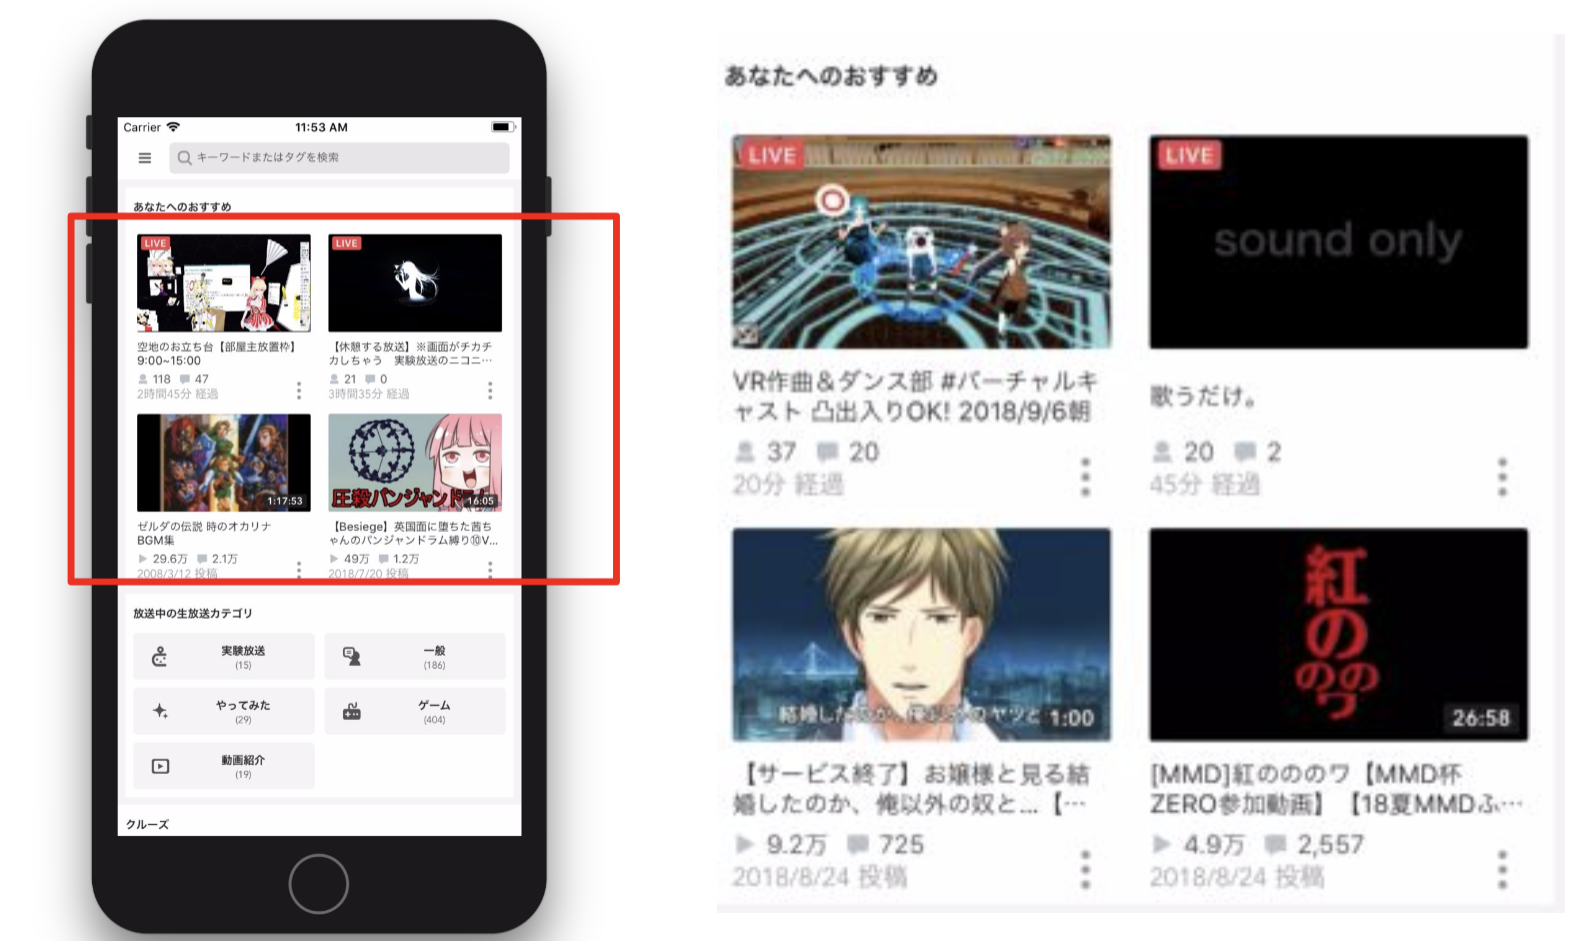 Carrier
11:53 AM
キーワードまたはタグを検索
あなたへのおすすめ
LIVE
LIVE
空地のお立ち台【部屋主放置枠】
9:00~15:00
118 47
2時間45分 経過
【休憩する放送】※画面がチカチ
カしちゃう 実験放送のニコニ…
21 0
3時間35分 経過
1:17:53
圧殺パンジャンドラム
16:05
ゼルダの伝説 時のオカリナ
BGM集
29.6万 2.1万
2008/3/12 投稿
【Besiege】英国面に堕ちた茜ち
ゃんのパンジャンドラム縛り⑩V...
49万 1.2万
2018/7/20 投稿
放送中の生放送カテゴリ
実験放送
(15)
一般
(186)
やってみた
(29)
ゲーム
(404)
動画紹介
(19)
クルーズ
あなたへのおすすめ
LIVE
LIVE
sound only
VR作曲＆ダンス部 #バーチャルキ
ャスト 凸出入りOK! 2018/9/6朝
37 20
20分 経過
歌うだけ。
20 2
45分 経過
結婚したのか、俺以外のヤツと
1:00
紅の
のの
ワ
26:58
【サービス終了】お嬢様と見る結
婚したのか、俺以外の奴と...【…
9.2万 725
2018/8/24 投稿
[MMD]紅のののワ【MMD杯
ZERO参加動画】【18夏MMDふ…
4.9万 2,557
2018/8/24 投稿